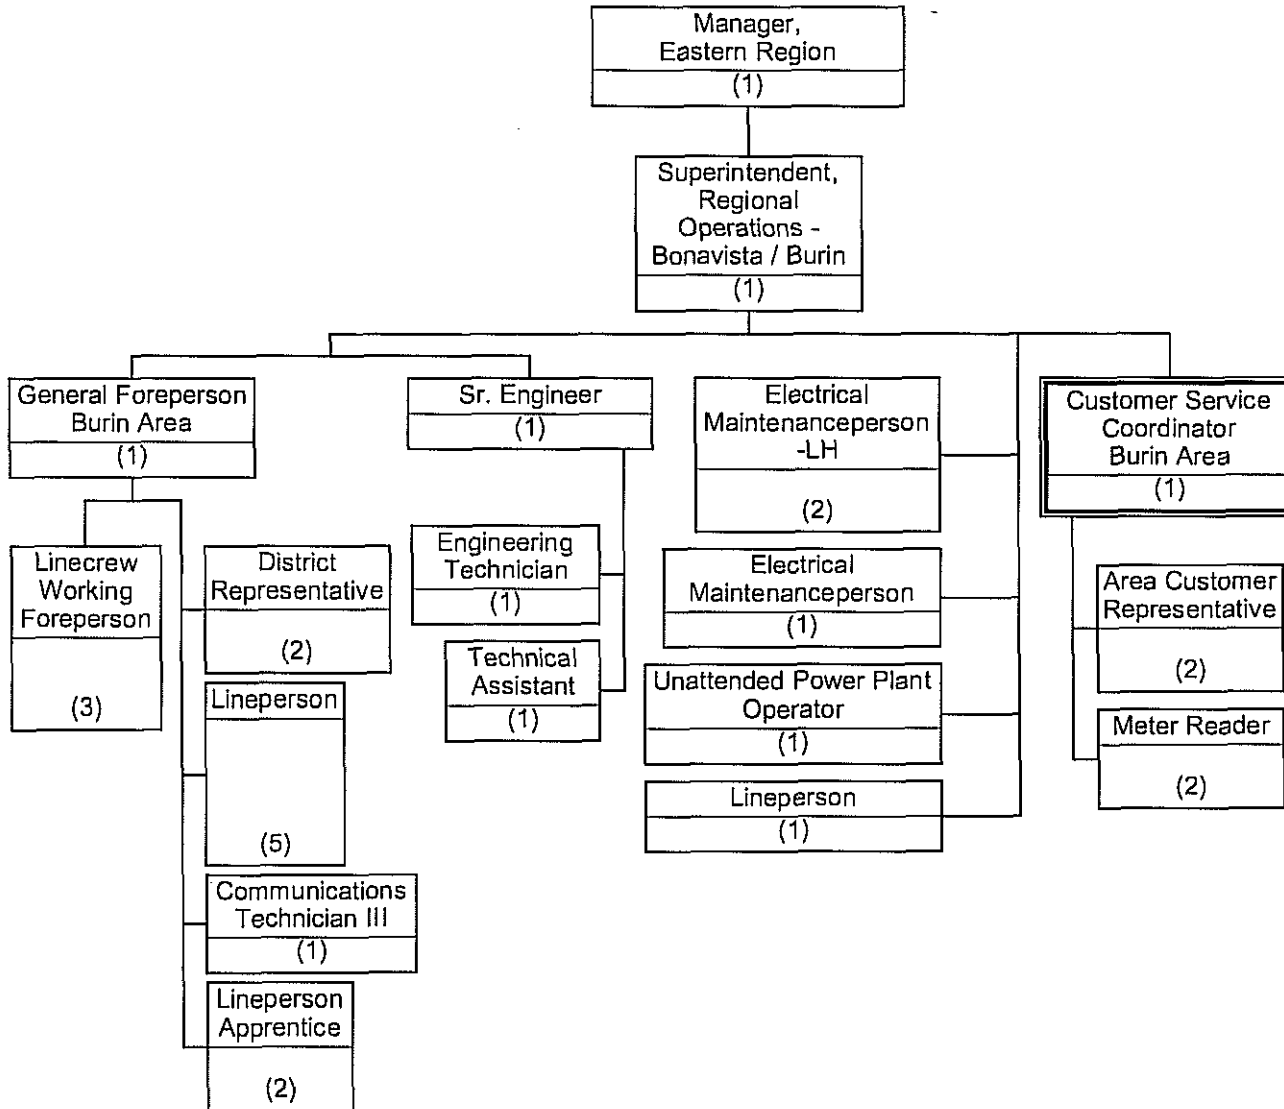 Manager,
Eastern Region
(1)
Superintendent,
Regional
Operations -
Bonavista / Burin
(1)
General Foreperson
Burin Area
(1)
Linecrew
Working
Foreperson
(3)
District
Representative
(2)
Lineperson
(5)
Communications
Technician III
(1)
Lineperson
Apprentice
(2)
Sr. Engineer
(1)
Engineering
Technician
(1)
Technical
Assistant
(1)
Electrical
Maintenanceperson
-LH
(2)
Electrical
Maintenanceperson
(1)
Unattended Power Plant
Operator
(1)
Lineperson
(1)
Customer Service
Coordinator
Burin Area
(1)
Area Customer
Representative
(2)
Meter Reader
(2)